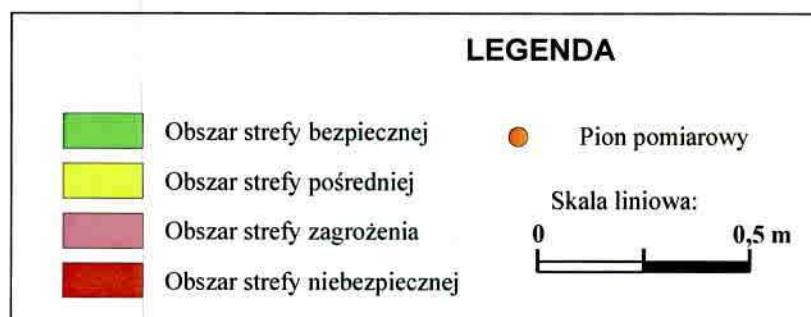 LEGENDA
Obszar strefy bezpiecznej
Obszar strefy pośredniej
Obszar strefy zagrożenia
Obszar strefy niebezpiecznej
Pion pomiarowy
Skala liniowa:
0 0,5 m